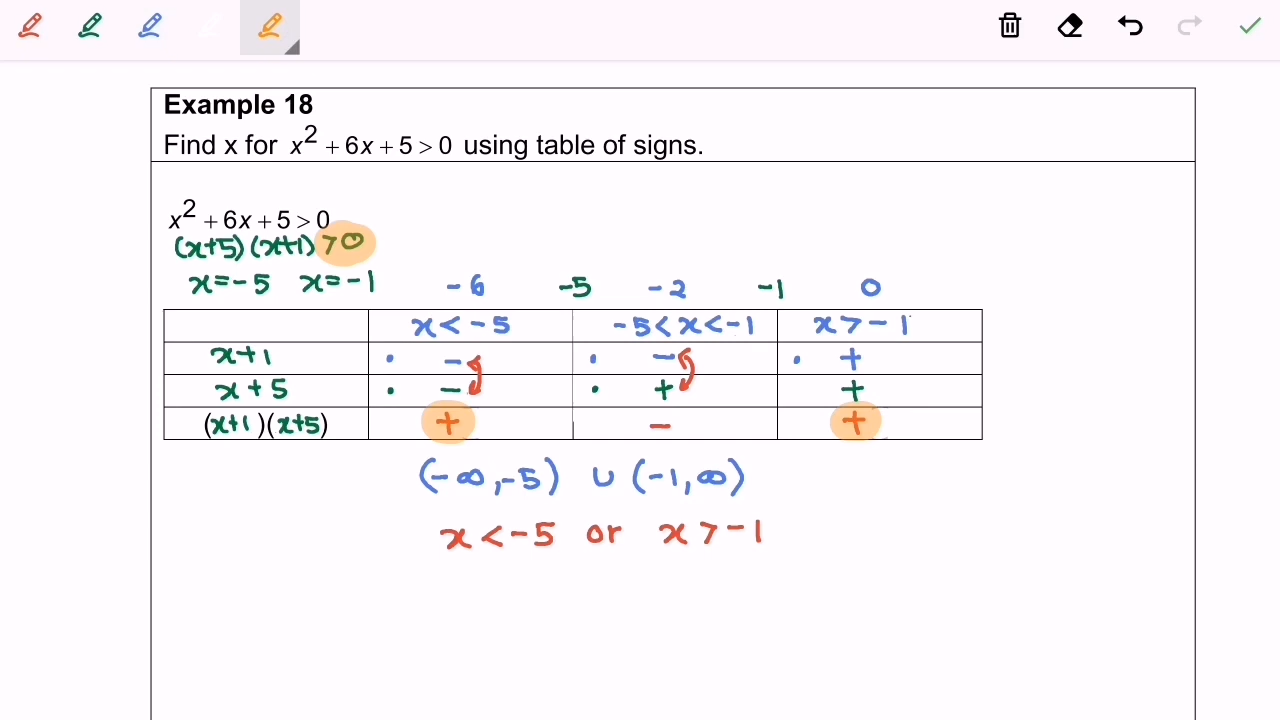 Example 18
Find x for x² + 6x + 5 > 0 using table of signs.
x² + 6x + 5 > 0
(x+5)(x+1) >0
x=-5 x=-1 -6 -5 -2 -1 0
x < -5 -5 < x < -1 x > -1
x+1 - - +
x+5 - + +
(x+1)(x+5) + - +
(-∞,-5) ∪ (-1,∞)
x < -5 or x > -1